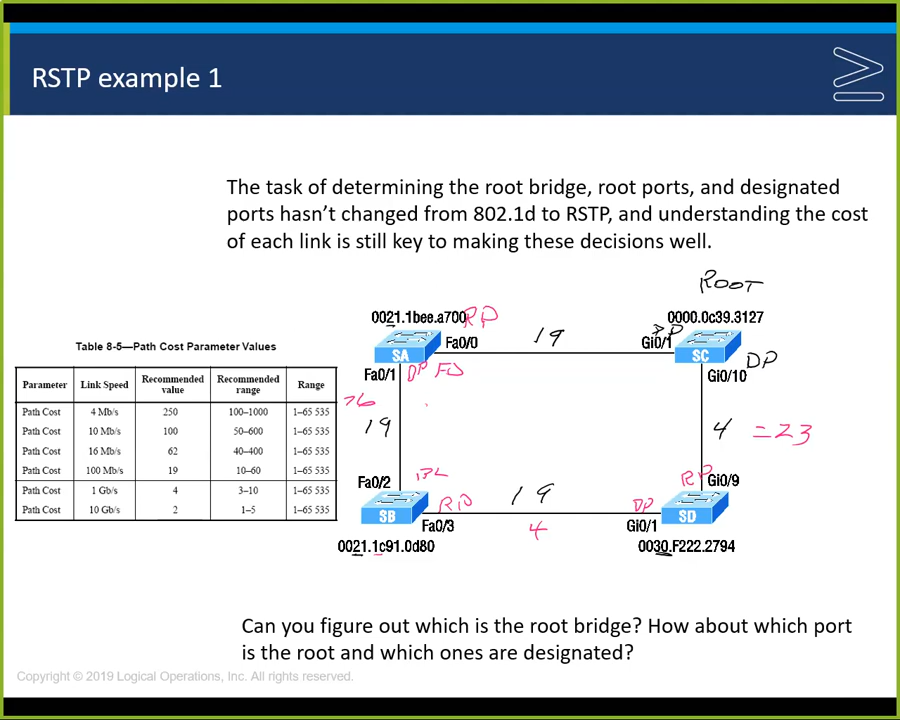 RSTP example 1
The task of determining the root bridge, root ports, and designated
ports hasn't changed from 802.1d to RSTP, and understanding the cost
of each link is still key to making these decisions well.
ROOT
0021.1bee.a700 RP
0000.0c39.3127
Fa0/0
19
Gi0/1
SA
SC
DP
Fa0/1
DP
Gi0/10
Table 8-5—Path Cost Parameter Values
Parameter Link Speed Recommended value Recommended range Range
Path Cost 4 Mb/s 250 100–1000 1–65 535
Path Cost 10 Mb/s 100 50–600 1–65 535
Path Cost 16 Mb/s 62 40–400 1–65 535
Path Cost 100 Mb/s 19 10–60 1–65 535
Path Cost 1 Gb/s 4 3–10 1–65 535
Path Cost 10 Gb/s 2 1–5 1–65 535
19
4 =23
Fa0/2
RP
Gi0/9
SB
19
DP
SD
Fa0/3
4
Gi0/1
0021.1c91.0d80
0030.F222.2794
Can you figure out which is the root bridge? How about which port
is the root and which ones are designated?
Copyright © 2019 Logical Operations, Inc. All rights reserved.